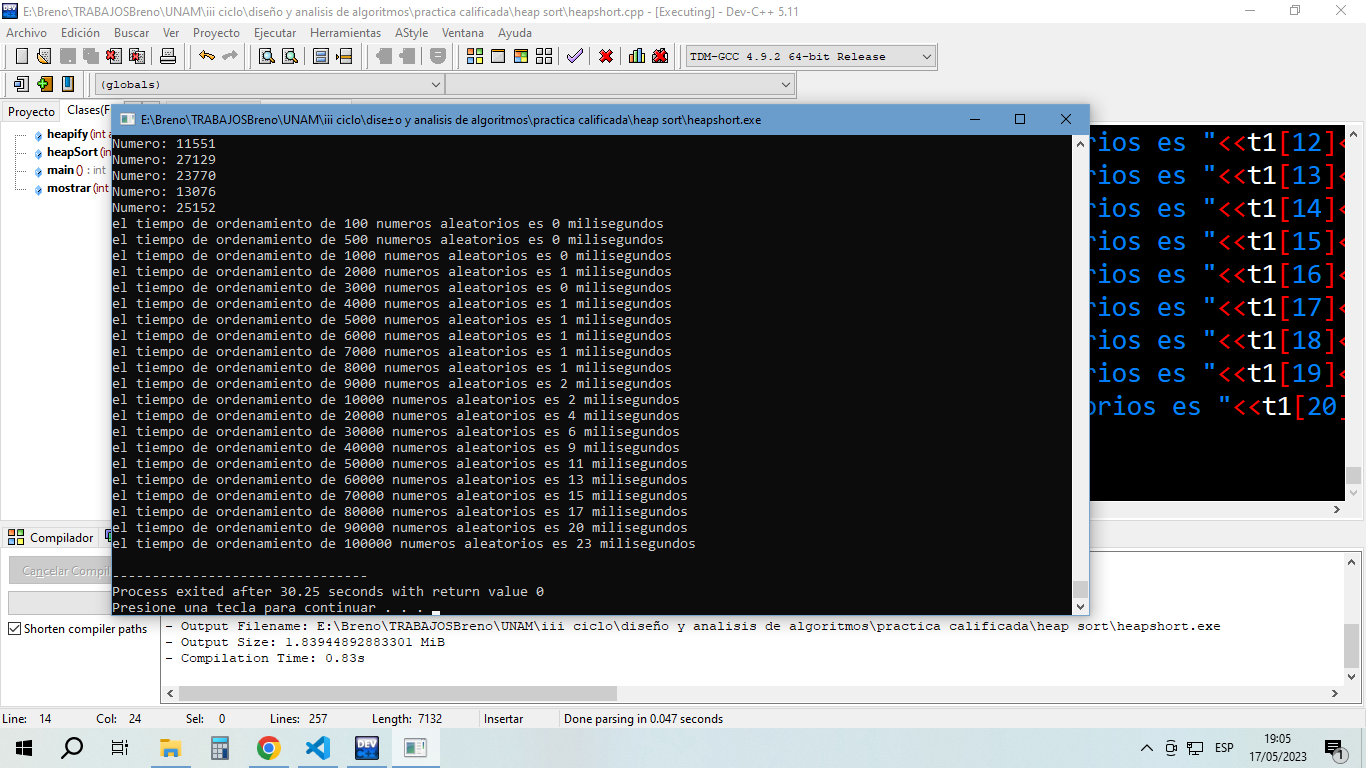 E:\Breno\TRABAJOSBreno\UNAM\iii ciclo\diseño y analisis de algoritmos\practica calificada\heap sort\heapshort.cpp - [Executing] - Dev-C++ 5.11
Archivo Edición Buscar Ver Proyecto Ejecutar Herramientas AStyle Ventana Ayuda
TDM-GCC 4.9.2 64-bit Release
(globals)
Proyecto Clases(F
heapify (int a
heapSort (in
main () : int
mostrar (int
E:\Breno\TRABAJOSBreno\UNAM\iii ciclo\dise±o y analisis de algoritmos\practica calificada\heap sort\heapshort.exe
Numero: 11551
Numero: 27129
Numero: 23770
Numero: 13076
Numero: 25152
el tiempo de ordenamiento de 100 numeros aleatorios es 0 milisegundos
el tiempo de ordenamiento de 500 numeros aleatorios es 0 milisegundos
el tiempo de ordenamiento de 1000 numeros aleatorios es 0 milisegundos
el tiempo de ordenamiento de 2000 numeros aleatorios es 1 milisegundos
el tiempo de ordenamiento de 3000 numeros aleatorios es 0 milisegundos
el tiempo de ordenamiento de 4000 numeros aleatorios es 1 milisegundos
el tiempo de ordenamiento de 5000 numeros aleatorios es 1 milisegundos
el tiempo de ordenamiento de 6000 numeros aleatorios es 1 milisegundos
el tiempo de ordenamiento de 7000 numeros aleatorios es 1 milisegundos
el tiempo de ordenamiento de 8000 numeros aleatorios es 1 milisegundos
el tiempo de ordenamiento de 9000 numeros aleatorios es 2 milisegundos
el tiempo de ordenamiento de 10000 numeros aleatorios es 2 milisegundos
el tiempo de ordenamiento de 20000 numeros aleatorios es 4 milisegundos
el tiempo de ordenamiento de 30000 numeros aleatorios es 6 milisegundos
el tiempo de ordenamiento de 40000 numeros aleatorios es 9 milisegundos
el tiempo de ordenamiento de 50000 numeros aleatorios es 11 milisegundos
el tiempo de ordenamiento de 60000 numeros aleatorios es 13 milisegundos
el tiempo de ordenamiento de 70000 numeros aleatorios es 15 milisegundos
el tiempo de ordenamiento de 80000 numeros aleatorios es 17 milisegundos
el tiempo de ordenamiento de 90000 numeros aleatorios es 20 milisegundos
el tiempo de ordenamiento de 100000 numeros aleatorios es 23 milisegundos
--------------------------------
Process exited after 30.25 seconds with return value 0
Presione una tecla para continuar . . .
rios es "<<t1[12]<
rios es "<<t1[13]<
rios es "<<t1[14]<
rios es "<<t1[15]<
rios es "<<t1[16]<
rios es "<<t1[17]<
rios es "<<t1[18]<
rios es "<<t1[19]<
orios es "<<t1[20]
Compilador
Cancelar Compil
Shorten compiler paths
- Output Filename: E:\Breno\TRABAJOSBreno\UNAM\iii ciclo\diseño y analisis de algoritmos\practica calificada\heap sort\heapshort.exe
- Output Size: 1.83944892883301 MiB
- Compilation Time: 0.83s
Line: 14 Col: 24 Sel: 0 Lines: 257 Length: 7132 Insertar Done parsing in 0.047 seconds
DEV C++ ESP 19:05
17/05/2023 1